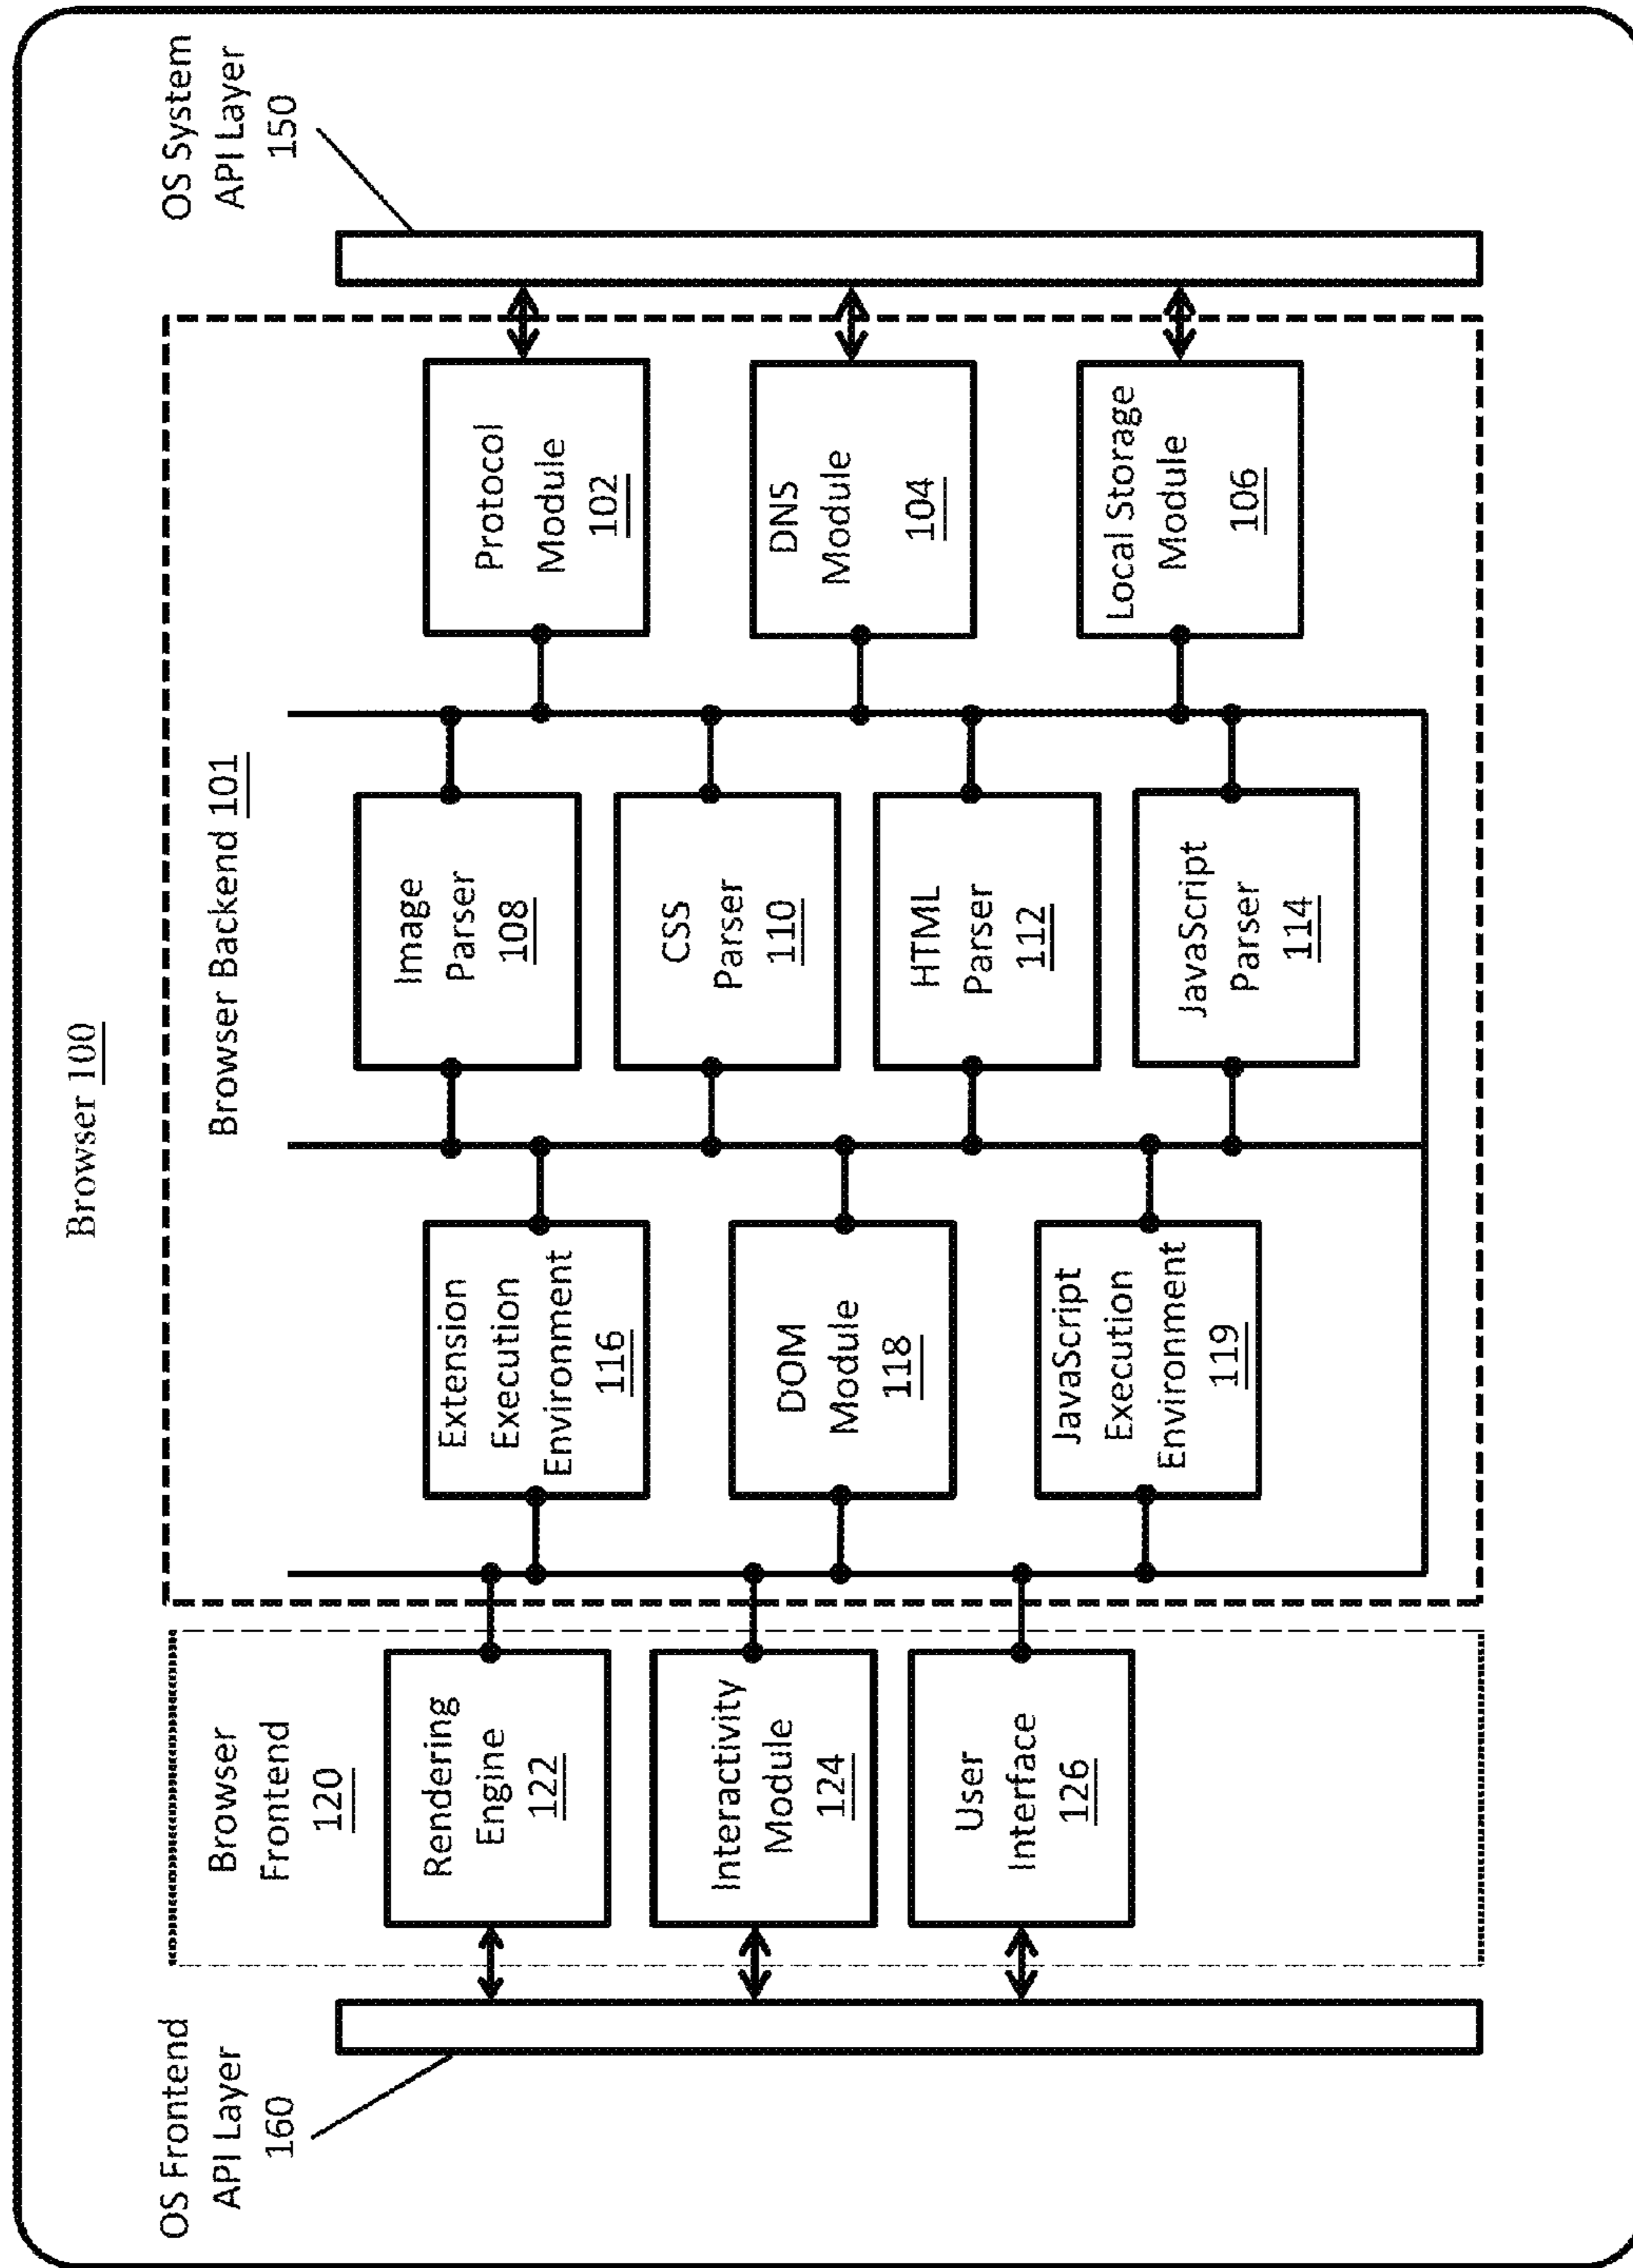 Browser 100
OS Frontend
API Layer
160
Browser
Frontend
120
Rendering
Engine
122
Interactivity
Module
124
User
Interface
126
Browser Backend 101
Extension
Execution
Environment
116
DOM
Module
118
JavaScript
Execution
Environment
119
Image
Parser
108
CSS
Parser
110
HTML
Parser
112
JavaScript
Parser
114
Protocol
Module
102
DNS
Module
104
Local Storage
Module
106
OS System
API Layer
150